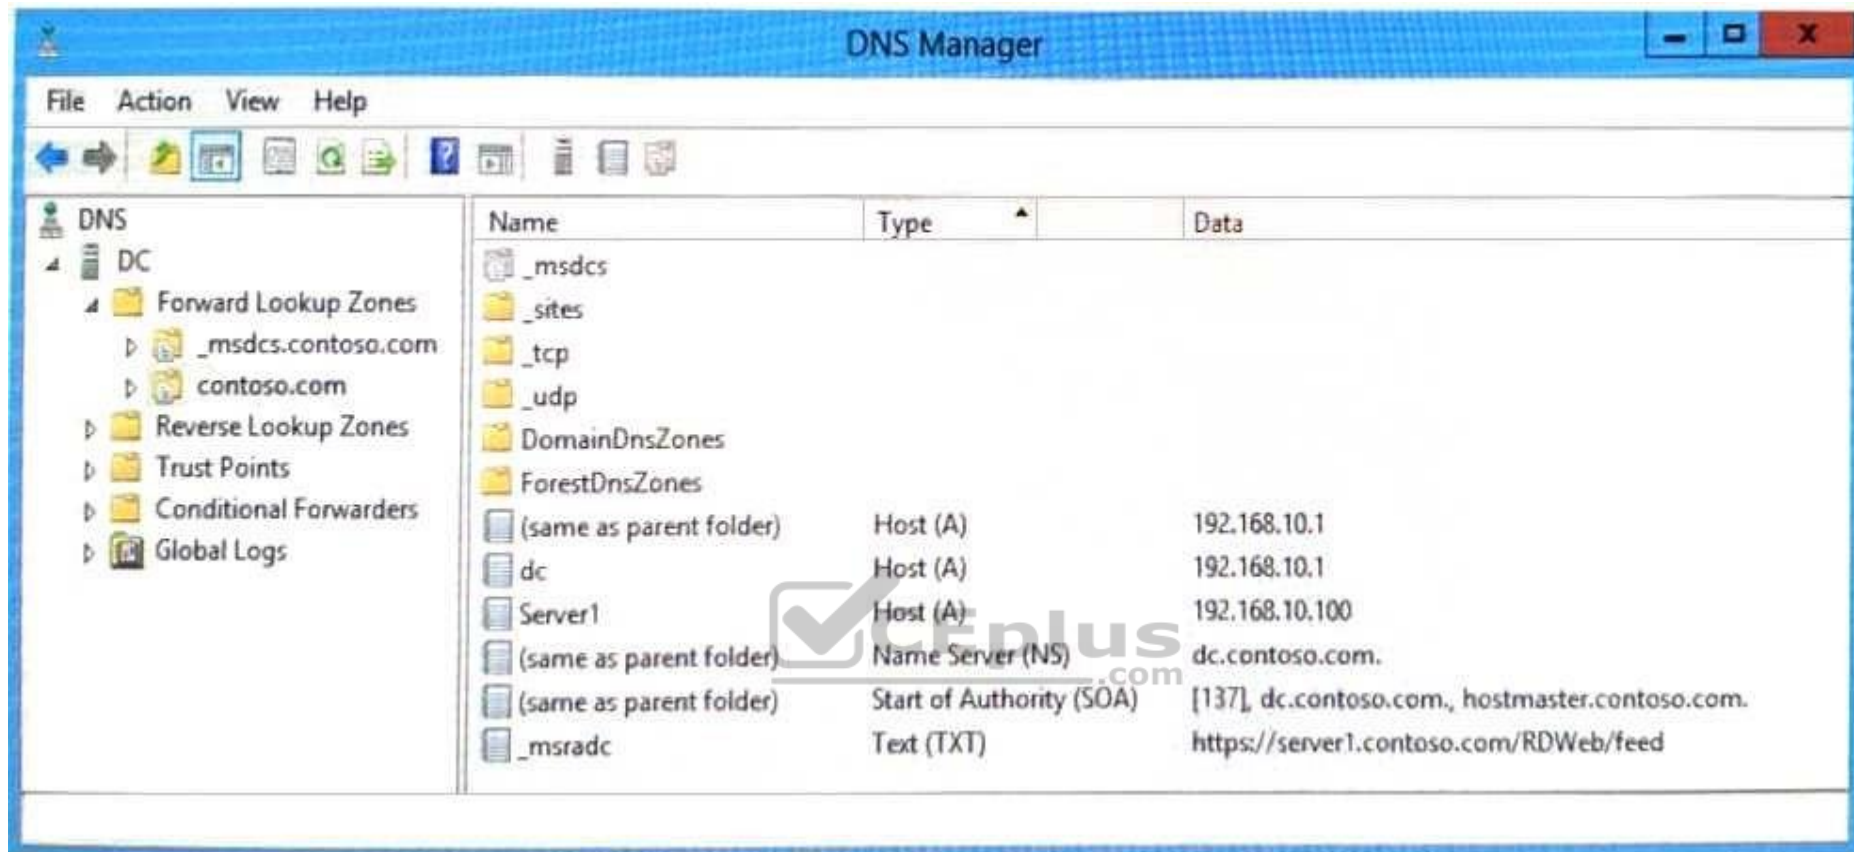 DNS Manager
File Action View Help
DNS
DC
Forward Lookup Zones
_msdcs.contoso.com
contoso.com
Reverse Lookup Zones
Trust Points
Conditional Forwarders
Global Logs
Name Type Data
_msdcs
_sites
_tcp
_udp
DomainDnsZones
ForestDnsZones
(same as parent folder) Host (A) 192.168.10.1
dc Host (A) 192.168.10.1
Server1 Host (A) 192.168.10.100
(same as parent folder) Name Server (NS) dc.contoso.com.
(same as parent folder) Start of Authority (SOA) [137], dc.contoso.com., hostmaster.contoso.com.
_msradc Text (TXT) https://server1.contoso.com/RDWeb/feed
CEplus
.com